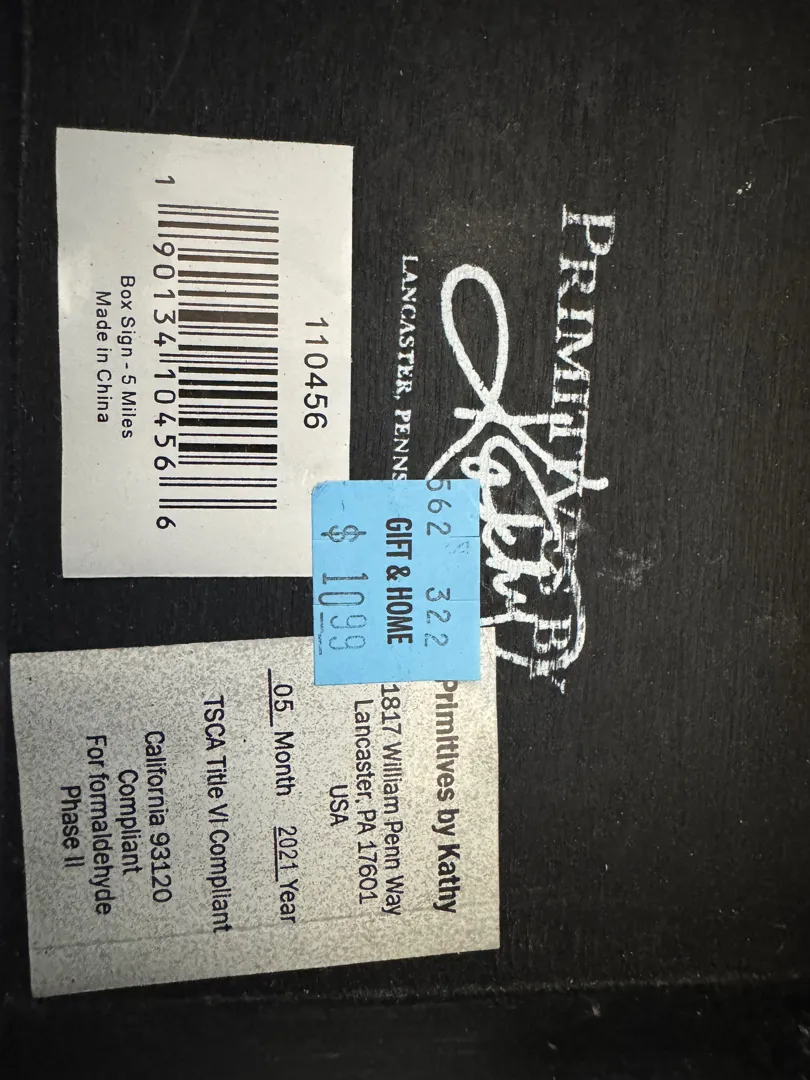 PRIMITIVES BY
Kathy
LANCASTER, PENNS
110456
1 90134 10456 6
Box Sign - 5 Miles
Made in China
562 322
GIFT & HOME
$ 1099
Primitives by Kathy
1817 William Penn Way
Lancaster, PA 17601
USA
05 Month 2021 Year
TSCA Title VI Compliant
California 93120
Compliant
For formaldehyde
Phase II